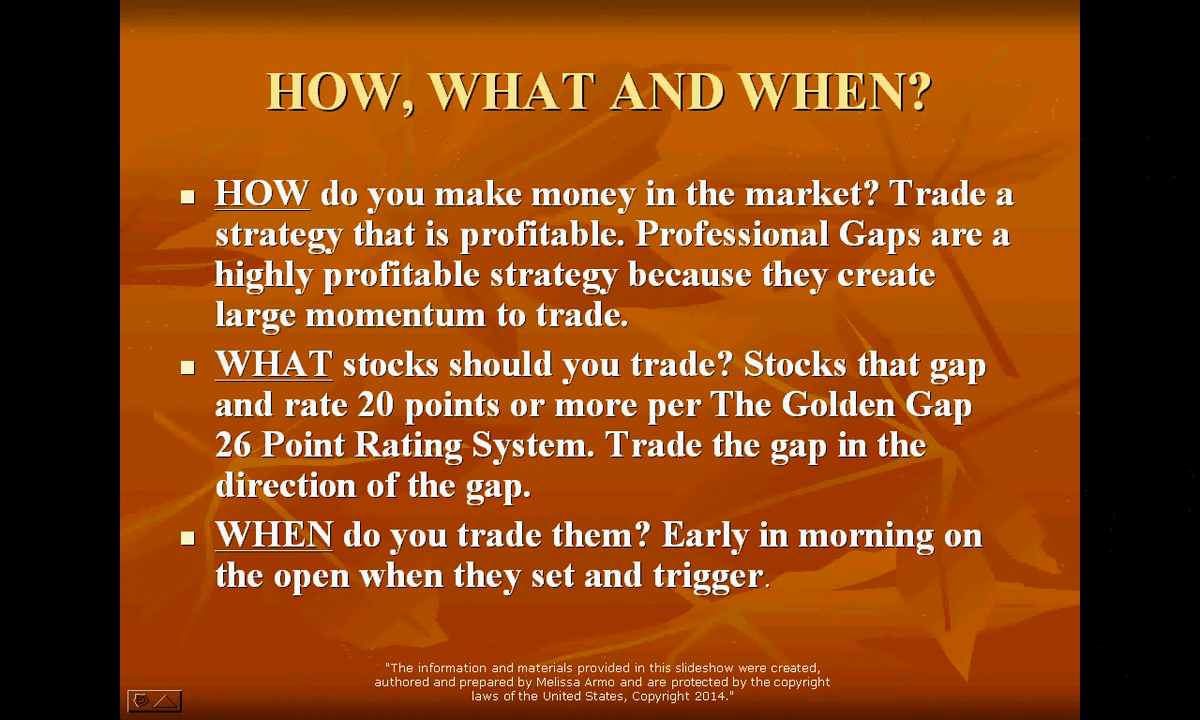 HOW, WHAT AND WHEN?
HOW do you make money in the market? Trade a
strategy that is profitable. Professional Gaps are a
highly profitable strategy because they create
large momentum to trade.
WHAT stocks should you trade? Stocks that gap
and rate 20 points or more per The Golden Gap
26 Point Rating System. Trade the gap in the
direction of the gap.
WHEN do you trade them? Early in morning on
the open when they set and trigger.
"The information and materials provided in this slideshow were created,
authored and prepared by Melissa Armo and are protected by the copyright
laws of the United States, Copyright 2014."